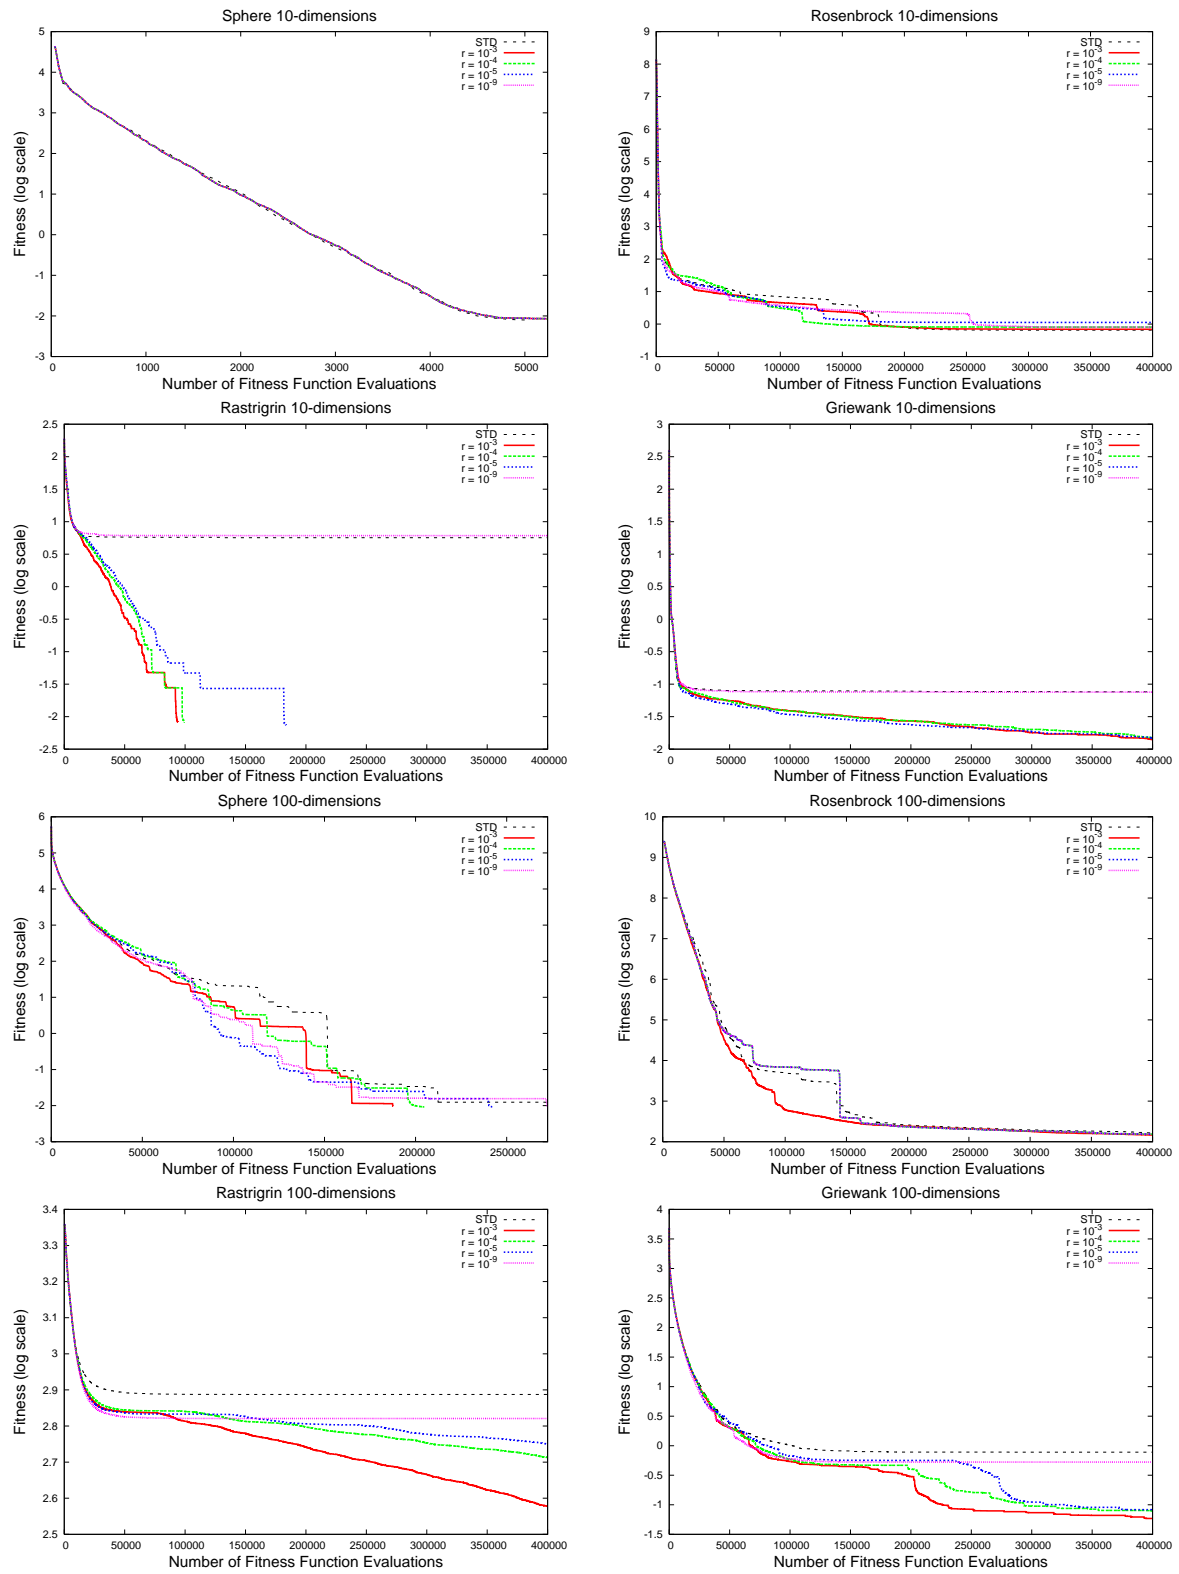 Sphere 10-dimensions
5
4
3
2
1
0
-1
-2
-3
0 1000 2000 3000 4000 5000
Fitness (log scale)
Number of Fitness Function Evaluations
STD
r = 10^-3
r = 10^-4
r = 10^-5
r = 10^-9
Rosenbrock 10-dimensions
9
8
7
6
5
4
3
2
1
0
-1
0 50000 100000 150000 200000 250000 300000 350000 400000
Fitness (log scale)
Number of Fitness Function Evaluations
STD
r = 10^-3
r = 10^-4
r = 10^-5
r = 10^-9
Rastrigrin 10-dimensions
2.5
2
1.5
1
0.5
0
-0.5
-1
-1.5
-2
-2.5
0 50000 100000 150000 200000 250000 300000 350000 400000
Fitness (log scale)
Number of Fitness Function Evaluations
STD
r = 10^-3
r = 10^-4
r = 10^-5
r = 10^-9
Griewank 10-dimensions
3
2.5
2
1.5
1
0.5
0
-0.5
-1
-1.5
-2
0 50000 100000 150000 200000 250000 300000 350000 400000
Fitness (log scale)
Number of Fitness Function Evaluations
STD
r = 10^-3
r = 10^-4
r = 10^-5
r = 10^-9
Sphere 100-dimensions
6
5
4
3
2
1
0
-1
-2
-3
0 50000 100000 150000 200000 250000
Fitness (log scale)
Number of Fitness Function Evaluations
STD
r = 10^-3
r = 10^-4
r = 10^-5
r = 10^-9
Rosenbrock 100-dimensions
10
9
8
7
6
5
4
3
2
0 50000 100000 150000 200000 250000 300000 350000 400000
Fitness (log scale)
Number of Fitness Function Evaluations
STD
r = 10^-3
r = 10^-4
r = 10^-5
r = 10^-9
Rastrigrin 100-dimensions
3.4
3.3
3.2
3.1
3
2.9
2.8
2.7
2.6
2.5
0 50000 100000 150000 200000 250000 300000 350000 400000
Fitness (log scale)
Number of Fitness Function Evaluations
STD
r = 10^-3
r = 10^-4
r = 10^-5
r = 10^-9
Griewank 100-dimensions
4
3.5
3
2.5
2
1.5
1
0.5
0
-0.5
-1
-1.5
0 50000 100000 150000 200000 250000 300000 350000 400000
Fitness (log scale)
Number of Fitness Function Evaluations
STD
r = 10^-3
r = 10^-4
r = 10^-5
r = 10^-9